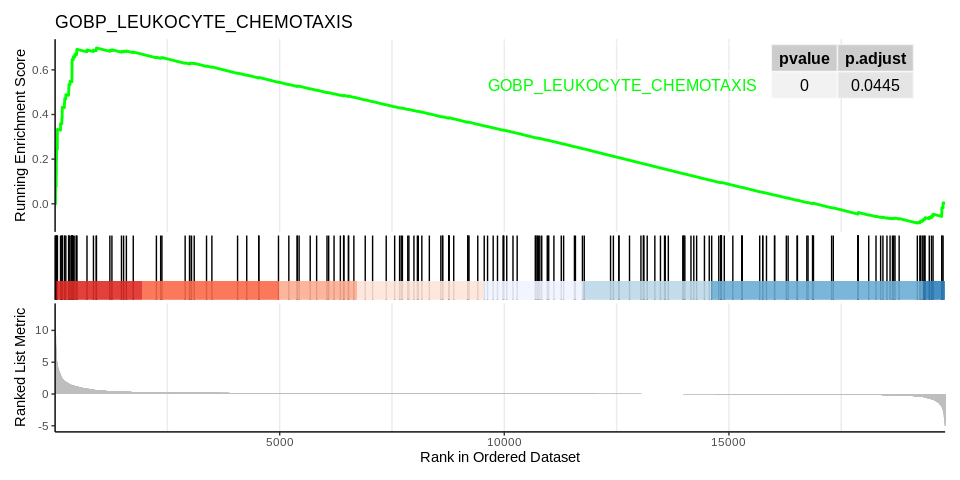 GOBP_LEUKOCYTE_CHEMOTAXIS
Running Enrichment Score
0.6
0.4
0.2
0.0
GOBP_LEUKOCYTE_CHEMOTAXIS
pvalue p.adjust
0 0.0445
Ranked List Metric
10
5
0
-5
5000 10000 15000
Rank in Ordered Dataset